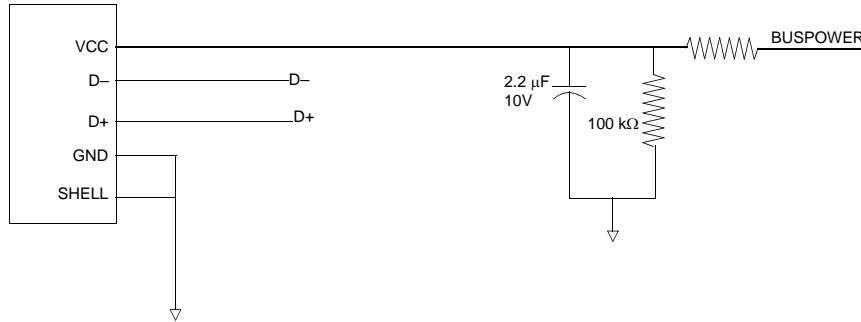 VCC
BUSPOWER
D–
D–
2.2 μF
10V
D+
D+
100 kΩ
GND
SHELL